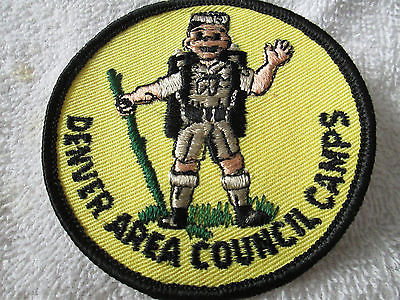 DENVER AREA COUNCIL CAMPS